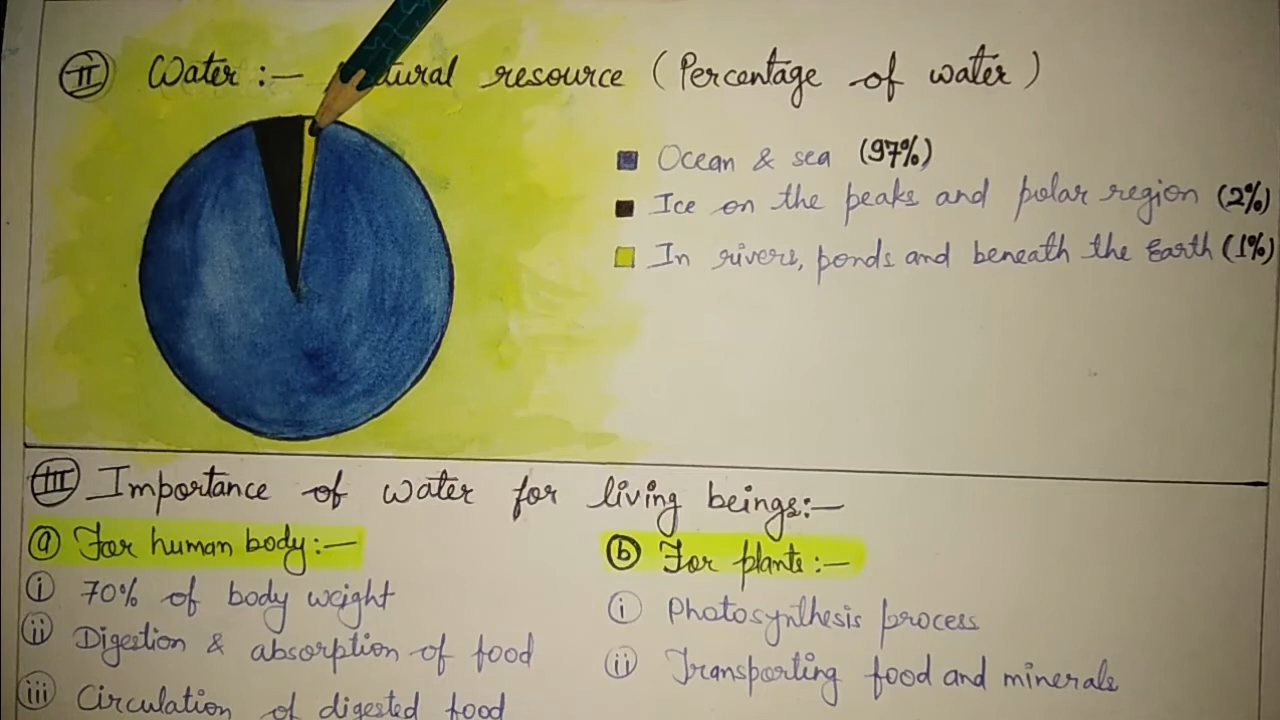 II Water :— Natural resource (Percentage of water)
Ocean & sea (97%)
Ice on the peaks and polar region (2%)
In rivers, ponds and beneath the Earth (1%)
III Importance of water for living beings:—
a For human body:—
i 70% of body weight
ii Digestion & absorption of food
iii Circulation of digested food
b For plants:—
i Photosynthesis process
ii Transporting food and minerals